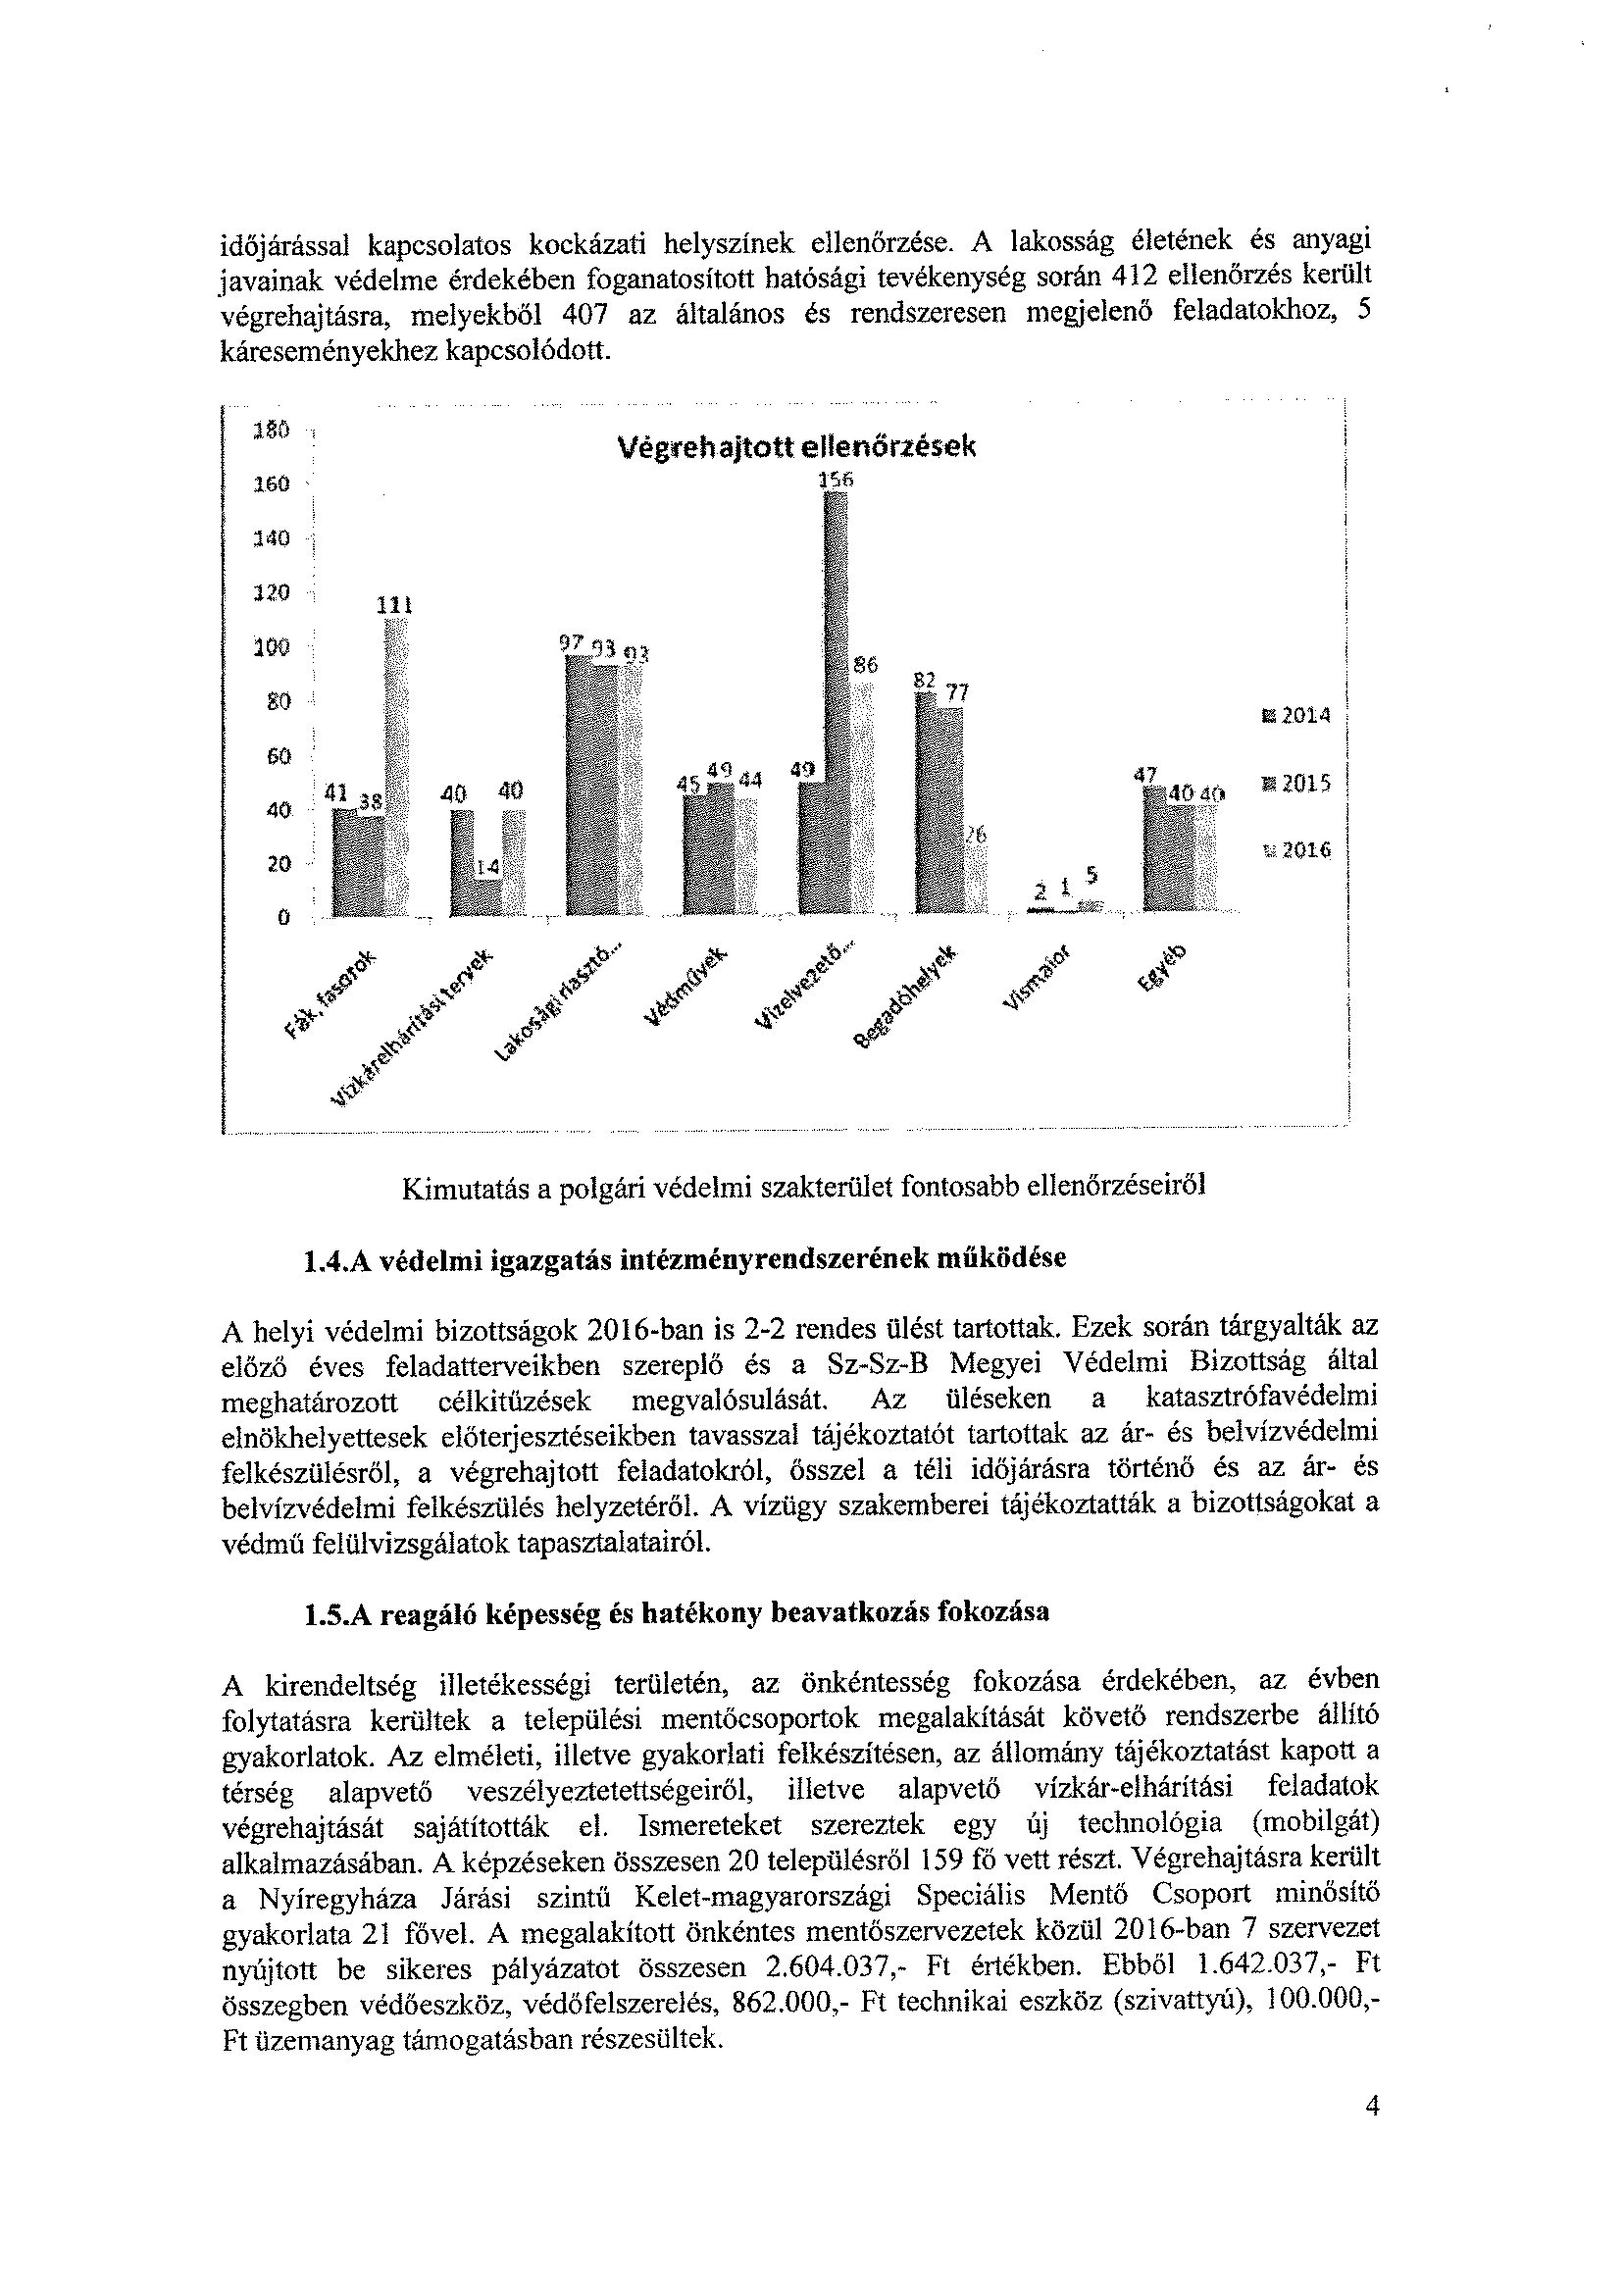 időjárással kapcsolatos kockázati helyszínek ellenőrzése. A lakosság életének és anyagi
javainak védelme érdekében foganatosított hatósági tevékenység során 412 ellenőrzés került
végrehajtásra, melyekből 407 az általános és rendszeresen megjelenő feladatokhoz, 5
káreseményekhez kapcsolódott.
Végrehajtott ellenőrzések
180
160
140
120
100
80
60
40
20
0
41 38 111
40 14 40
97 93 93
45 49 44
49 156 86
82 77 26
2 1 5
47 40 40
2014
2015
2016
Fák, fasorok
Vízkárelhárítási tervek
Lakossági riasztó...
Védművek
Vízelvezető...
Begadóhelyek
Vismaior
Egyéb
Kimutatás a polgári védelmi szakterület fontosabb ellenőrzéseiről
1.4.A védelmi igazgatás intézményrendszerének működése
A helyi védelmi bizottságok 2016-ban is 2-2 rendes ülést tartottak. Ezek során tárgyalták az
előző éves feladatterveikben szereplő és a Sz-Sz-B Megyei Védelmi Bizottság által
meghatározott célkitűzések megvalósulását. Az üléseken a katasztrófavédelmi
elnökhelyettesek előterjesztéseikben tavasszal tájékoztatót tartottak az ár- és belvízvédelmi
felkészülésről, a végrehajtott feladatokról, ősszel a téli időjárásra történő és az ár- és
belvízvédelmi felkészülés helyzetéről. A vízügy szakemberei tájékoztatták a bizottságokat a
védmű felülvizsgálatok tapasztalatairól.
1.5.A reagáló képesség és hatékony beavatkozás fokozása
A kirendeltség illetékességi területén, az önkéntesség fokozása érdekében, az évben
folytatásra kerültek a települési mentőcsoportok megalakítását követő rendszerbe állító
gyakorlatok. Az elméleti, illetve gyakorlati felkészítésen, az állomány tájékoztatást kapott a
térség alapvető veszélyeztetettségeiről, illetve alapvető vízkár-elhárítási feladatok
végrehajtását sajátították el. Ismereteket szereztek egy új technológia (mobilgát)
alkalmazásában. A képzéseken összesen 20 településről 159 fő vett részt. Végrehajtásra került
a Nyíregyháza Járási szintű Kelet-magyarországi Speciális Mentő Csoport minősítő
gyakorlata 21 fővel. A megalakított önkéntes mentőszervezetek közül 2016-ban 7 szervezet
nyújtott be sikeres pályázatot összesen 2.604.037,- Ft értékben. Ebből 1.642.037,- Ft
összegben védőeszköz, védőfelszerelés, 862.000,- Ft technikai eszköz (szivattyú), 100.000,-
Ft üzemanyag támogatásban részesültek.
4